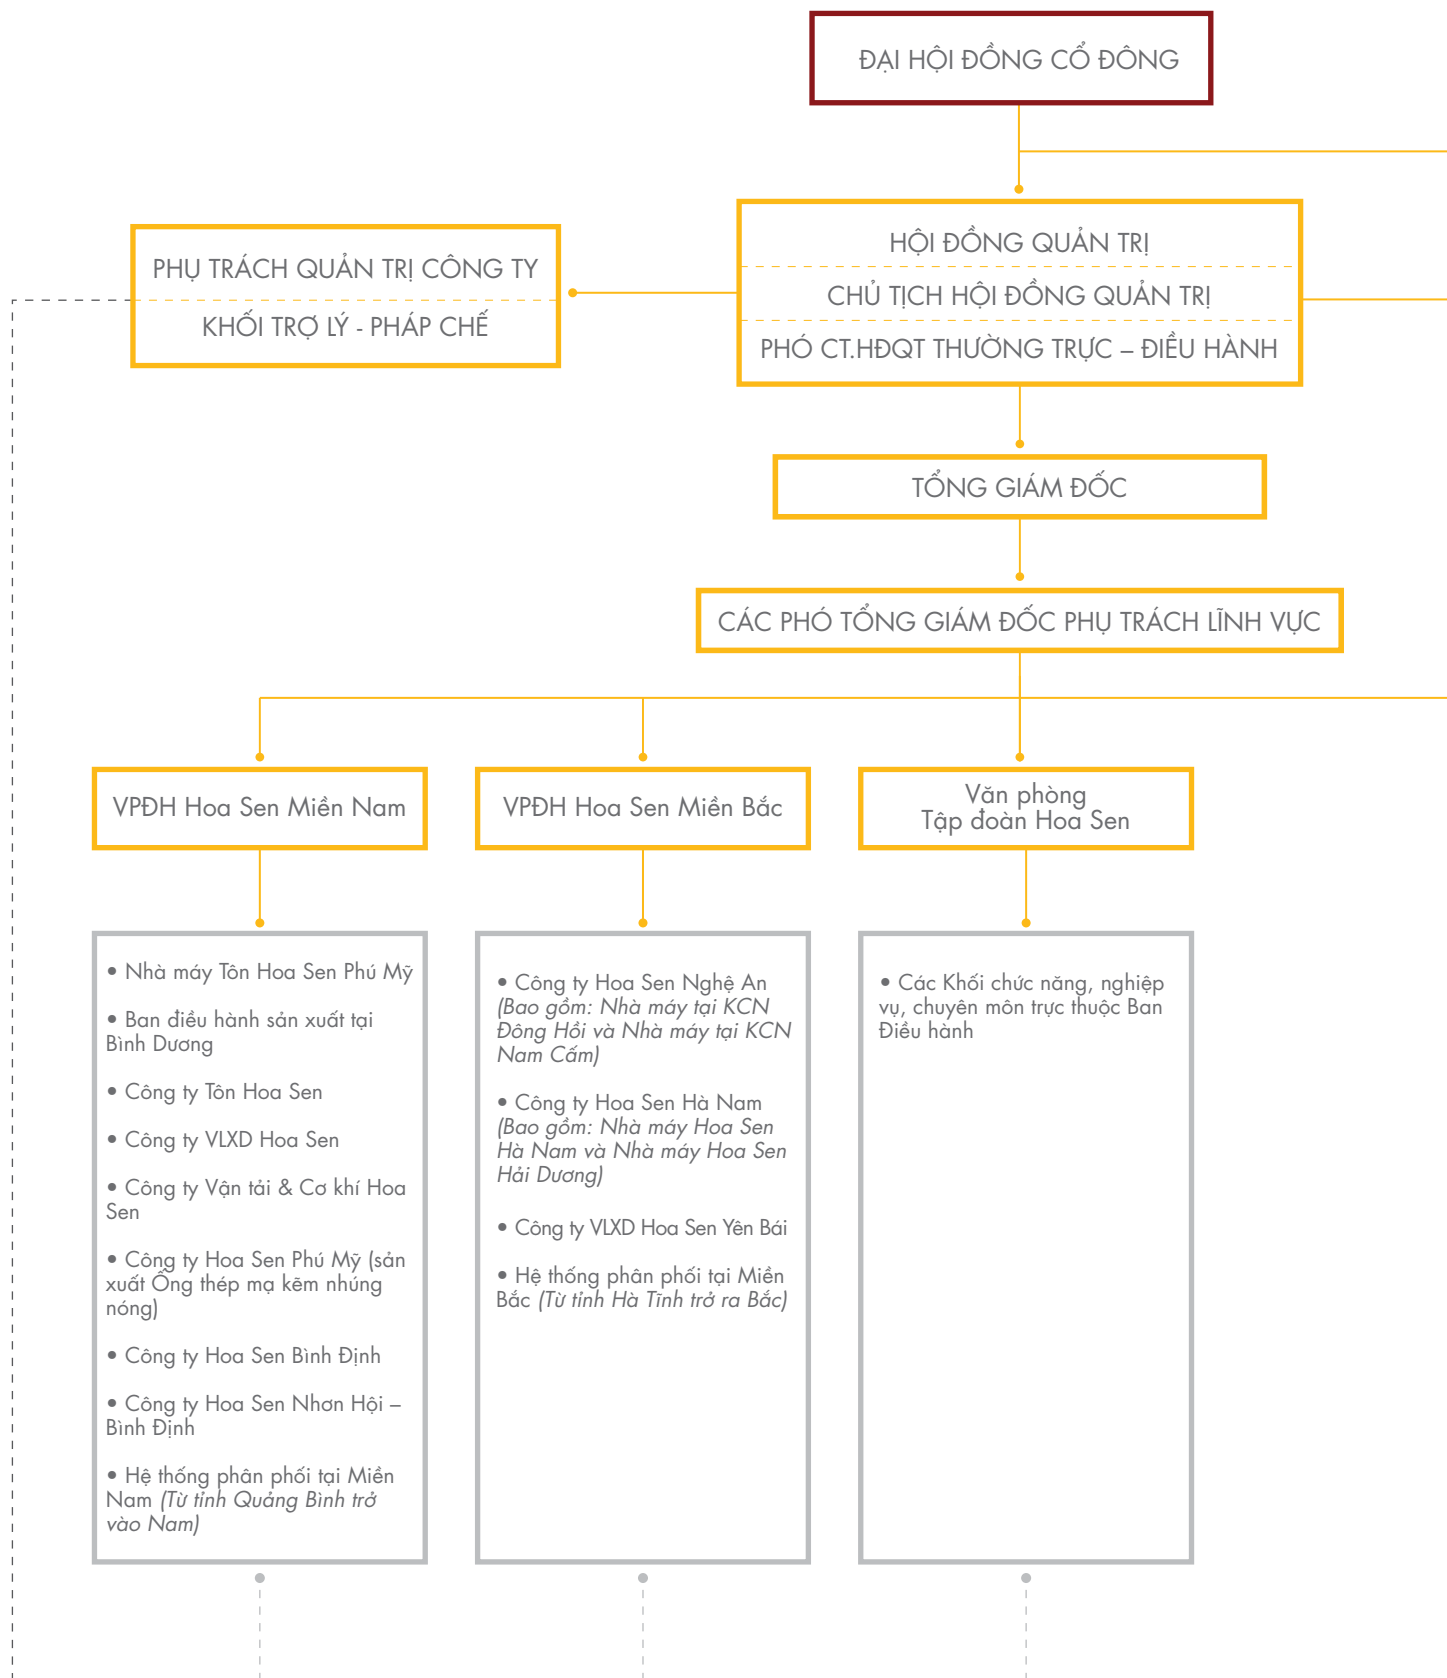 ĐẠI HỘI ĐỒNG CỔ ĐÔNG
PHỤ TRÁCH QUẢN TRỊ CÔNG TY
KHỐI TRỢ LÝ - PHÁP CHẾ
HỘI ĐỒNG QUẢN TRỊ
CHỦ TỊCH HỘI ĐỒNG QUẢN TRỊ
PHÓ CT.HĐQT THƯỜNG TRỰC – ĐIỀU HÀNH
TỔNG GIÁM ĐỐC
CÁC PHÓ TỔNG GIÁM ĐỐC PHỤ TRÁCH LĨNH VỰC
VPĐH Hoa Sen Miền Nam
VPĐH Hoa Sen Miền Bắc
Văn phòng
Tập đoàn Hoa Sen
• Nhà máy Tôn Hoa Sen Phú Mỹ
• Ban điều hành sản xuất tại
Bình Dương
• Công ty Tôn Hoa Sen
• Công ty VLXD Hoa Sen
• Công ty Vận tải & Cơ khí Hoa
Sen
• Công ty Hoa Sen Phú Mỹ (sản
xuất Ống thép mạ kẽm nhúng
nóng)
• Công ty Hoa Sen Bình Định
• Công ty Hoa Sen Nhơn Hội –
Bình Định
• Hệ thống phân phối tại Miền
Nam (Từ tỉnh Quảng Bình trở
vào Nam)
• Công ty Hoa Sen Nghệ An
(Bao gồm: Nhà máy tại KCN
Đông Hồi và Nhà máy tại KCN
Nam Cấm)
• Công ty Hoa Sen Hà Nam
(Bao gồm: Nhà máy Hoa Sen
Hà Nam và Nhà máy Hoa Sen
Hải Dương)
• Công ty VLXD Hoa Sen Yên Bái
• Hệ thống phân phối tại Miền
Bắc (Từ tỉnh Hà Tĩnh trở ra Bắc)
• Các Khối chức năng, nghiệp
vụ, chuyên môn trực thuộc Ban
Điều hành